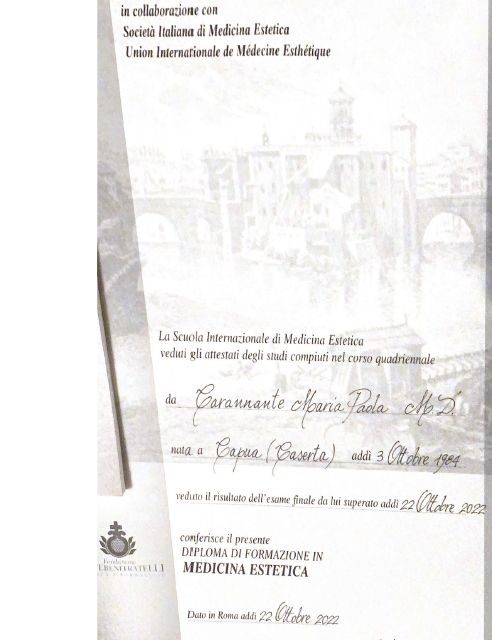 in collaborazione con
Società Italiana di Medicina Estetica
Union Internationale de Médecine Esthétique
La Scuola Internazionale di Medicina Estetica
veduti gli attestati degli studi compiuti nel corso quadriennale
da Carannante Maria Paola M.D.
nata a Capua (Caserta) addì 3 Ottobre 1984
veduto il risultato dell'esame finale da lui superato addì 22 Ottobre 2022
Fondazione
EBENEFRATELLI
conferisce il presente
DIPLOMA DI FORMAZIONE IN
MEDICINA ESTETICA
Dato in Roma addì 22 Ottobre 2022